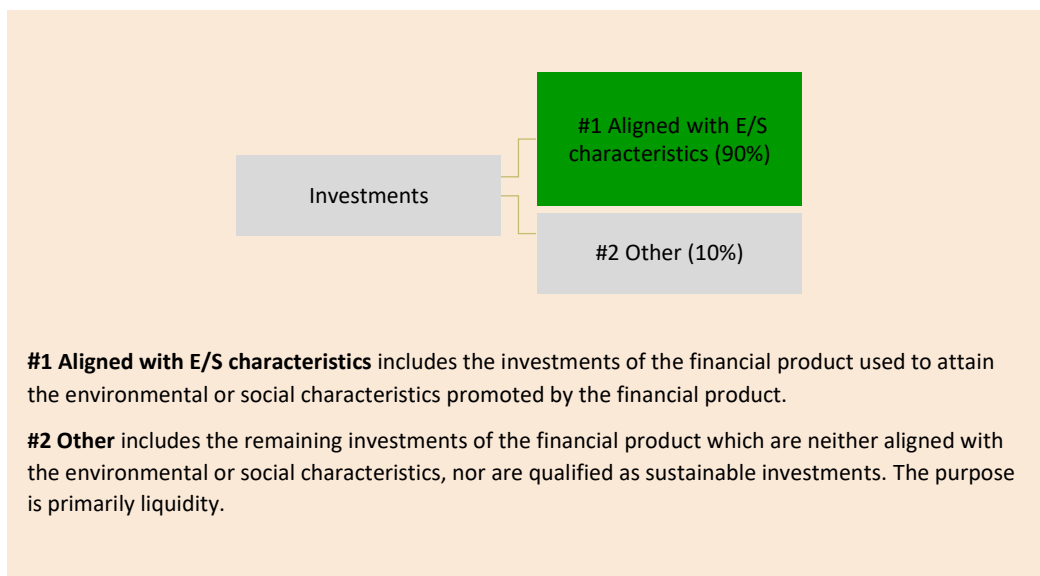 #1 Aligned with E/S
characteristics (90%)
Investments
#2 Other (10%)
#1 Aligned with E/S characteristics includes the investments of the financial product used to attain
the environmental or social characteristics promoted by the financial product.
#2 Other includes the remaining investments of the financial product which are neither aligned with
the environmental or social characteristics, nor are qualified as sustainable investments. The purpose
is primarily liquidity.